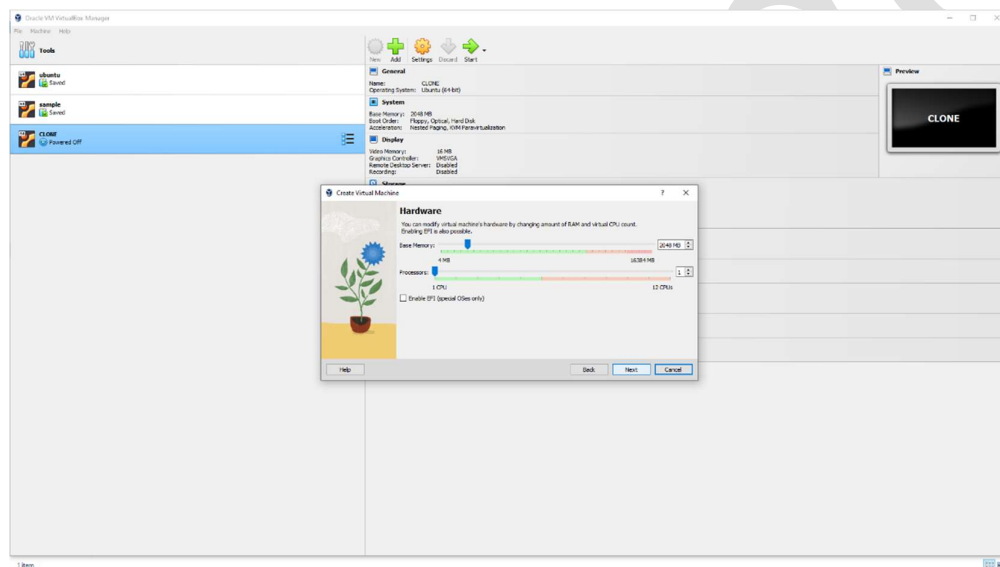 Oracle VM VirtualBox Manager
File Machine Help
Tools
New Add Settings Discard Start
ubuntu
Saved
sample
Saved
CLONE
Powered Off
General
Name: CLONE
Operating System: Ubuntu (64-bit)
System
Base Memory: 2048 MB
Boot Order: Floppy, Optical, Hard Disk
Acceleration: Nested Paging, KVM Paravirtualization
Display
Video Memory: 16 MB
Graphics Controller: VMSVGA
Remote Desktop Server: Disabled
Recording: Disabled
Storage
Preview
CLONE
Create Virtual Machine
? X
Hardware
You can modify virtual machine's hardware by changing amount of RAM and virtual CPU count.
Enabling EFI is also possible.
Base Memory: 2048 MB
4 MB 16384 MB
Processors: 1
1 CPU 12 CPUs
Enable EFI (special OSes only)
Help Back Next Cancel
1 item